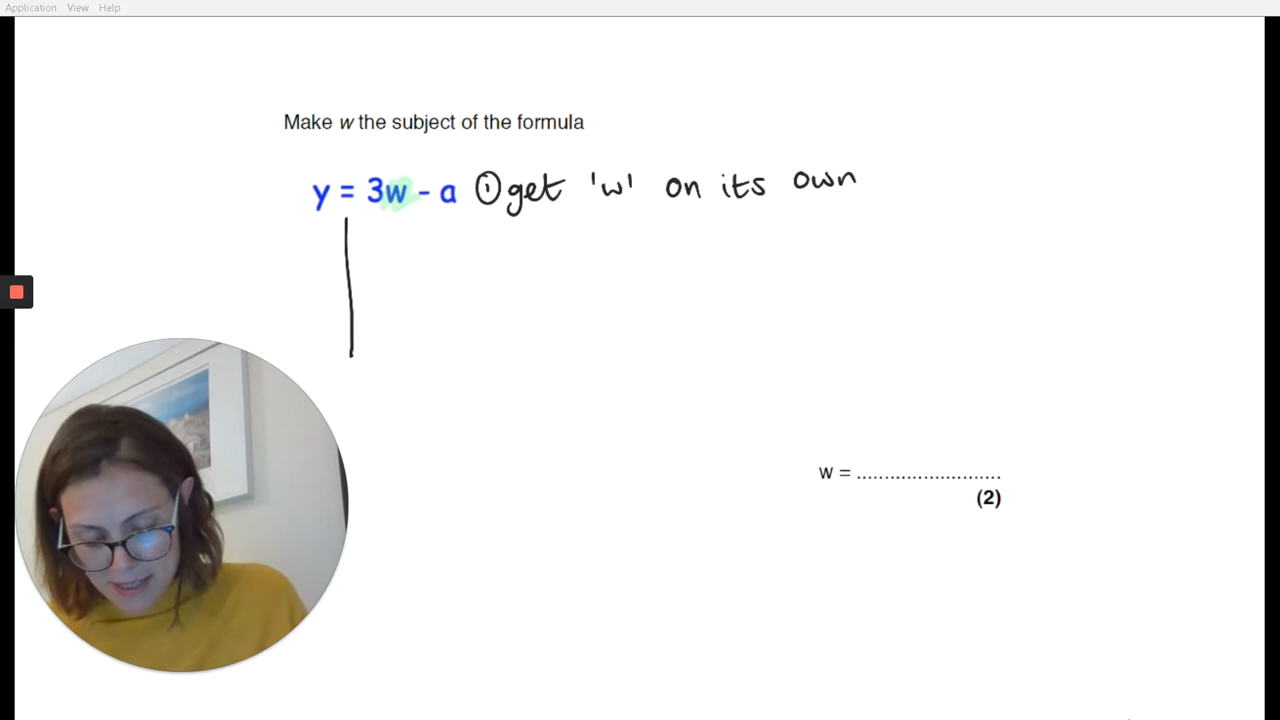 Application View Help
Make w the subject of the formula
y = 3w - a ① get 'w' on its own
w = ..........................
(2)